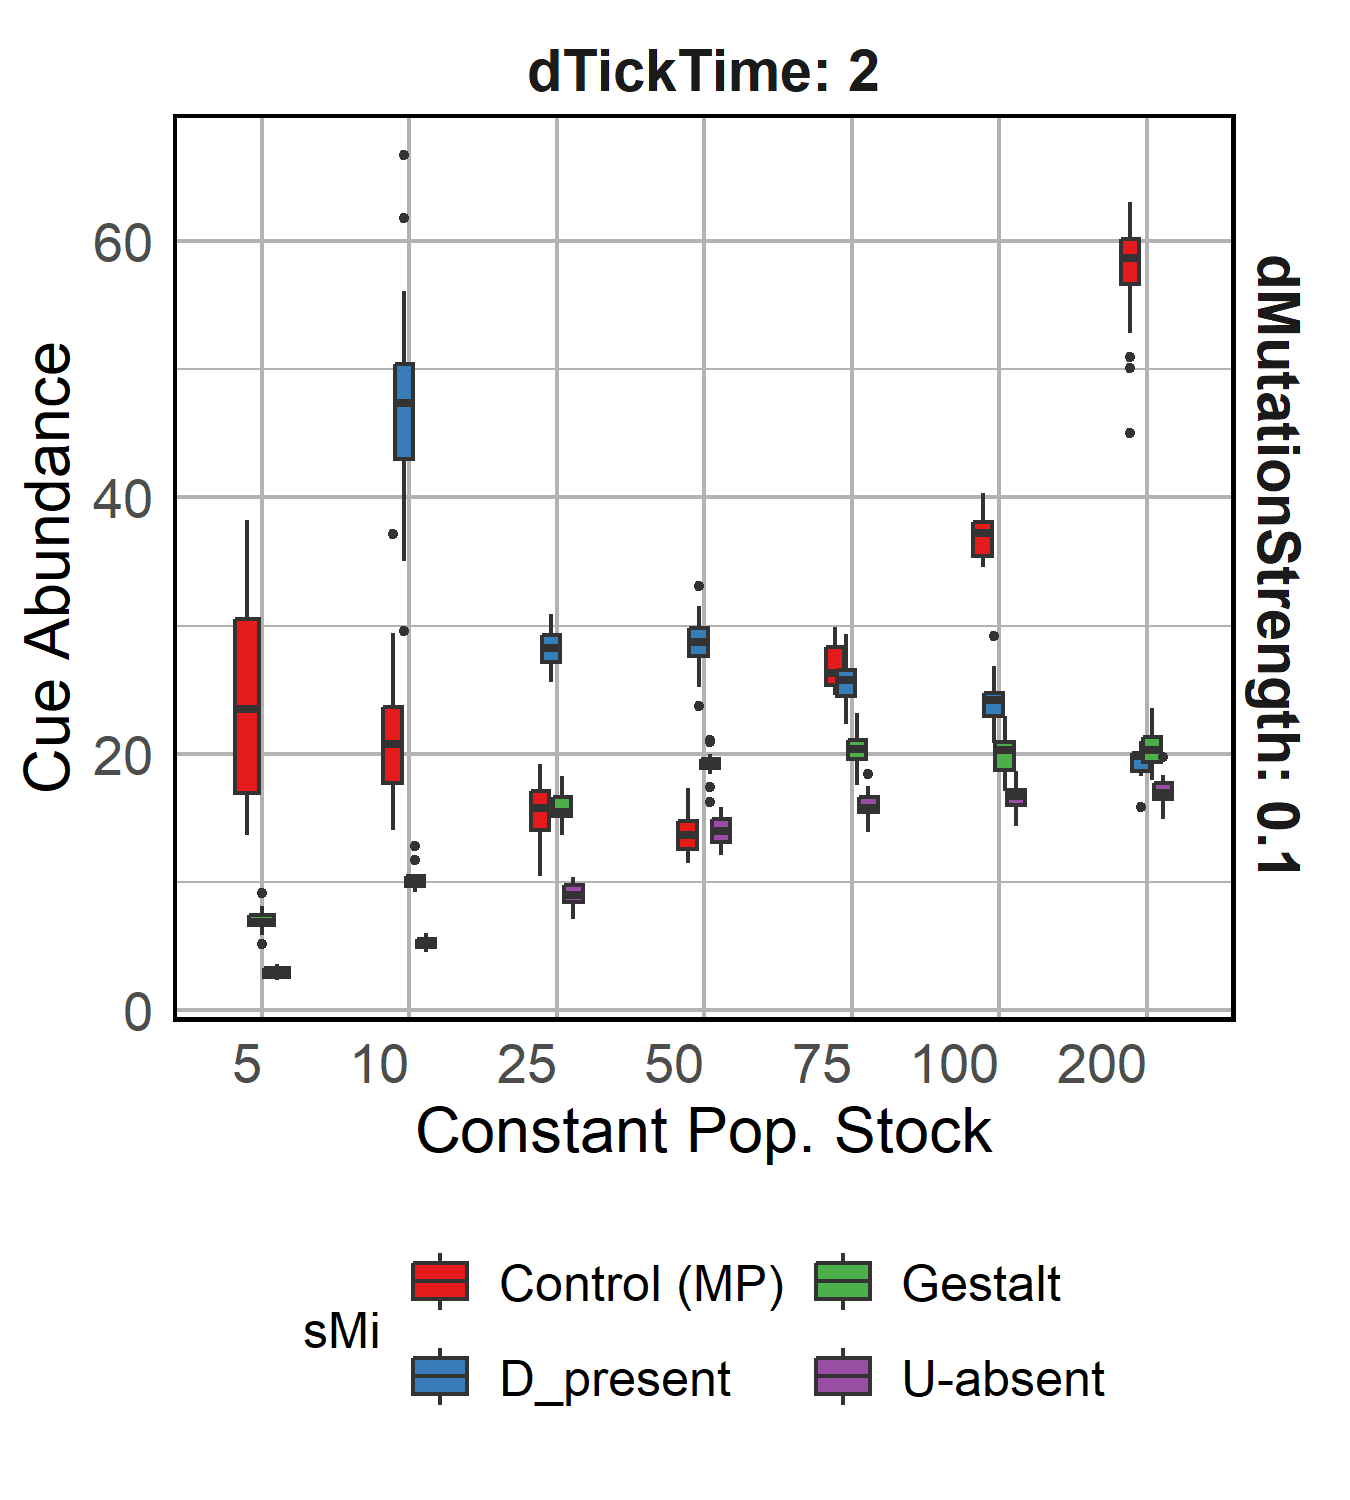 dTickTime: 2
dMutationStrength: 0.1
Cue Abundance
60
40
20
0
5 10 25 50 75 100 200
Constant Pop. Stock
sMi
Control (MP) Gestalt
D_present U-absent